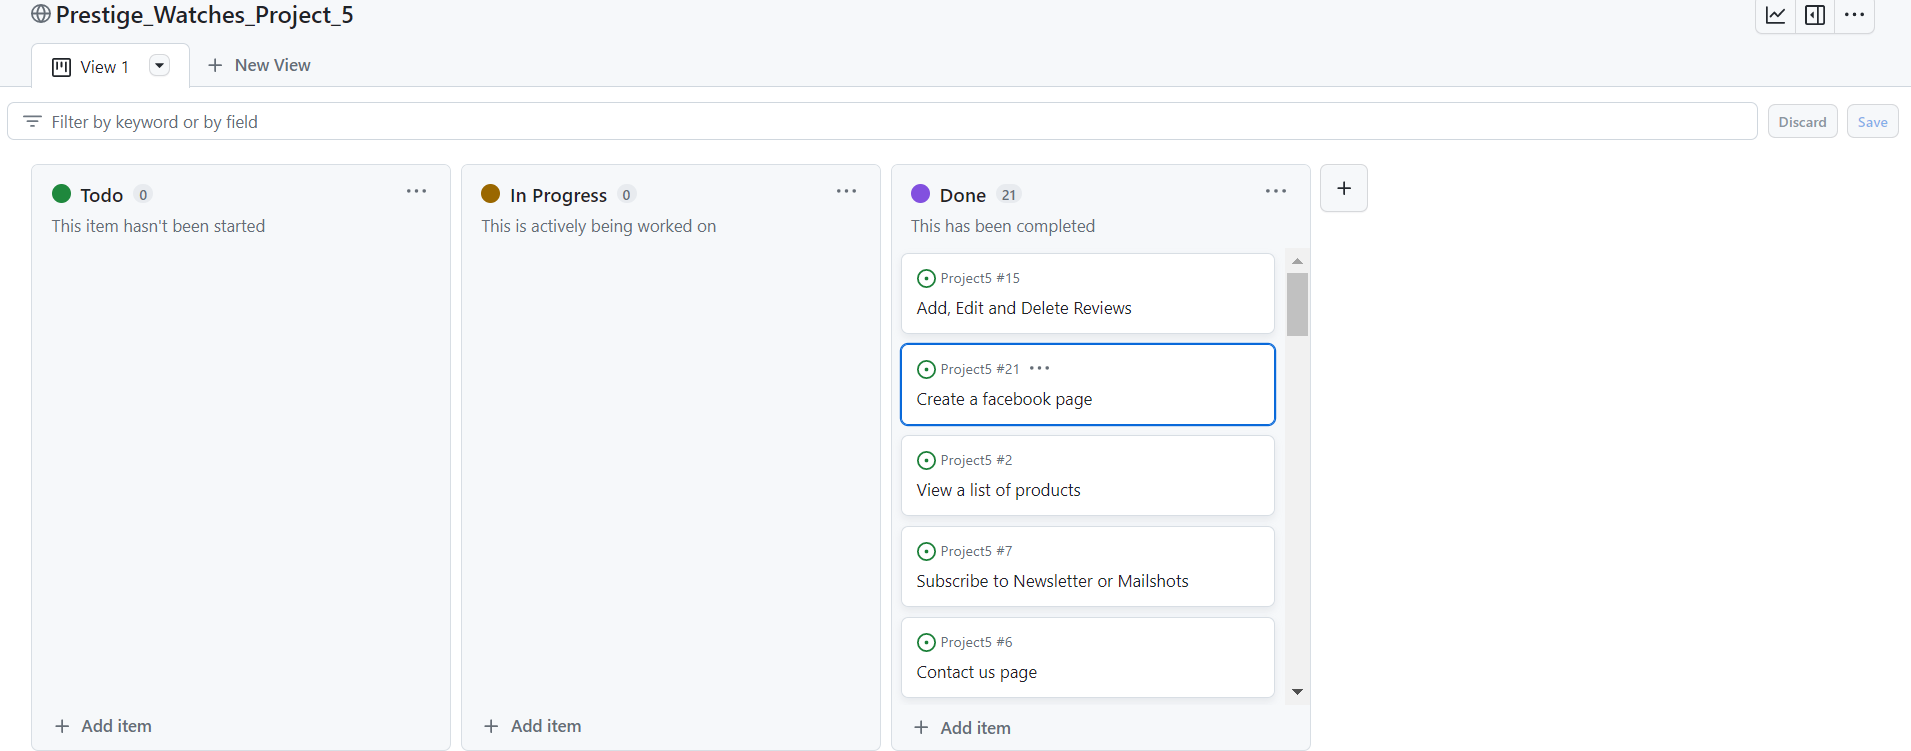 Prestige_Watches_Project_5
View 1
New View
Filter by keyword or by field
Discard
Save
Todo 0
This item hasn't been started
Add item
In Progress 0
This is actively being worked on
Add item
Done 21
This has been completed
Project5 #15
Add, Edit and Delete Reviews
Project5 #21
Create a facebook page
Project5 #2
View a list of products
Project5 #7
Subscribe to Newsletter or Mailshots
Project5 #6
Contact us page
Add item